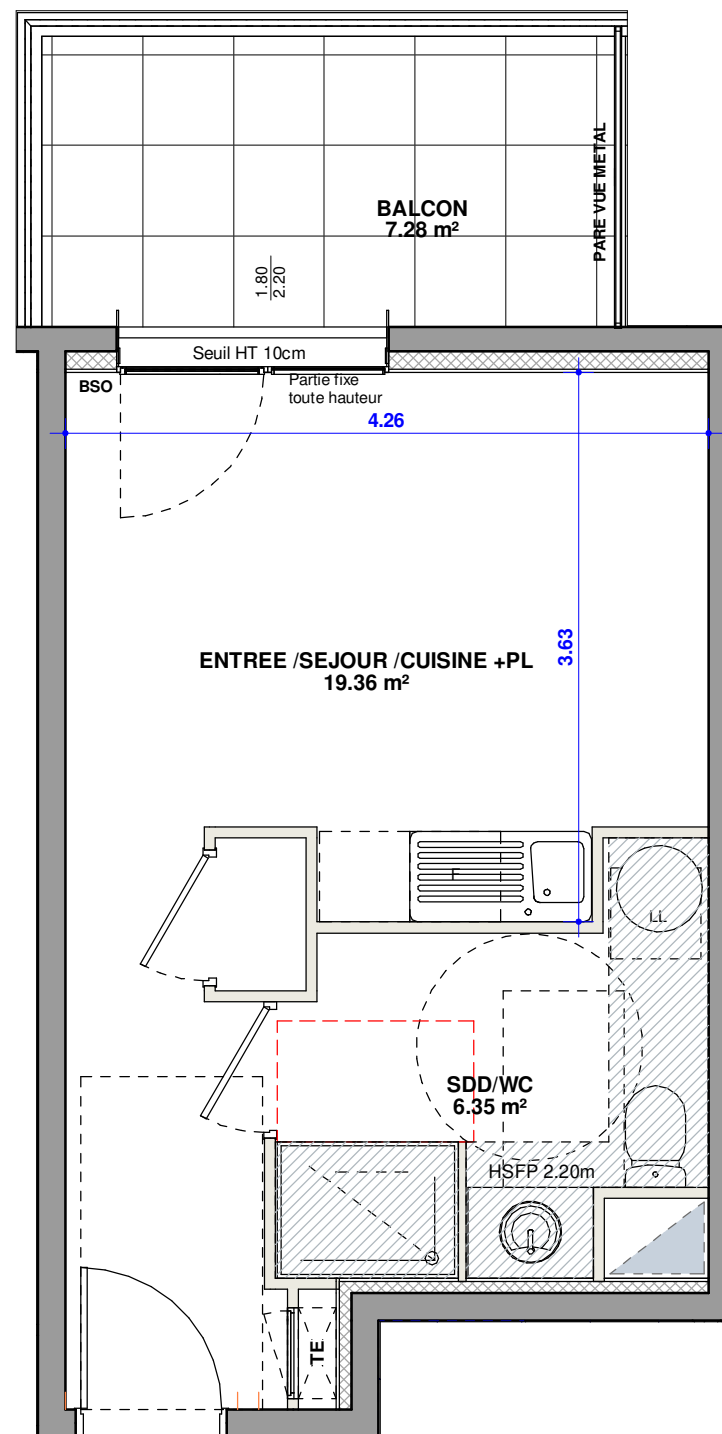 BALCON
7.28 m²
PARE VUE METAL
1.80
2.20
Seuil HT 10cm
BSO
Partie fixe
toute hauteur
4.26
3.63
ENTREE /SEJOUR /CUISINE +PL
19.36 m²
F
LL
SDD/WC
6.35 m²
HSFP 2.20m
TE